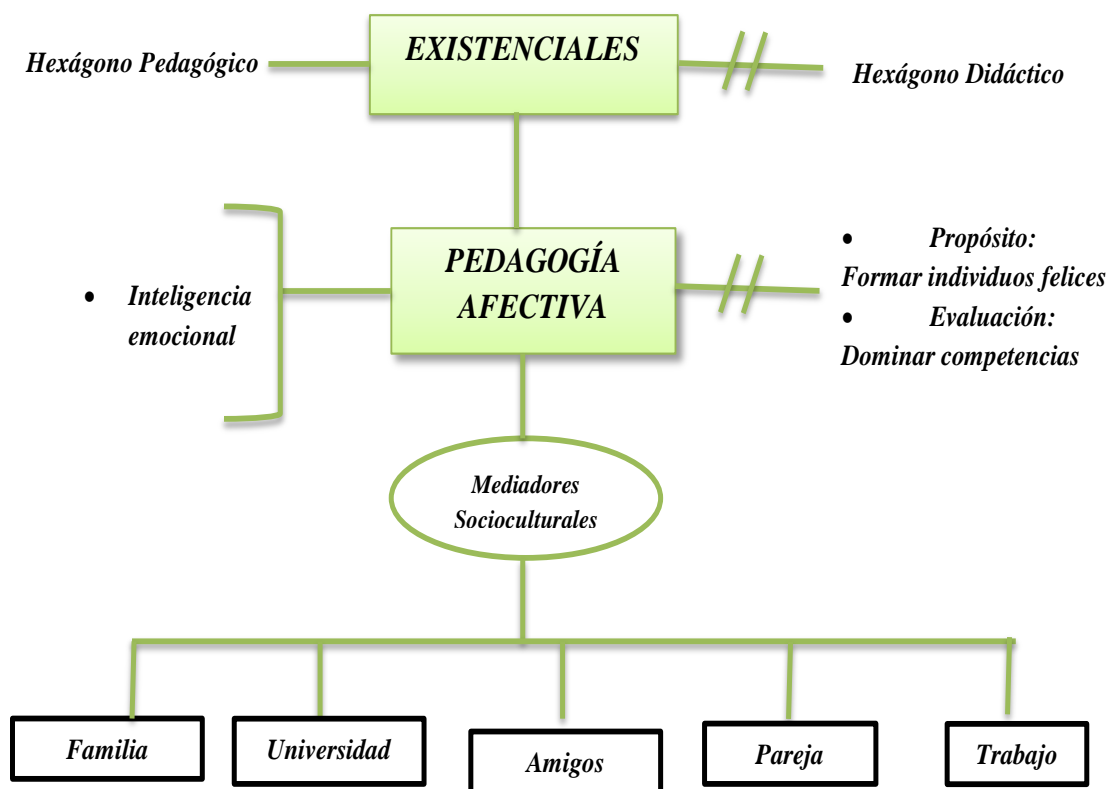 EXISTENCIALES
Hexágono Pedagógico
Hexágono Didáctico
PEDAGOGÍA
AFECTIVA
• Inteligencia
emocional
• Propósito:
Formar individuos felices
• Evaluación:
Dominar competencias
Mediadores
Socioculturales
Familia
Universidad
Amigos
Pareja
Trabajo